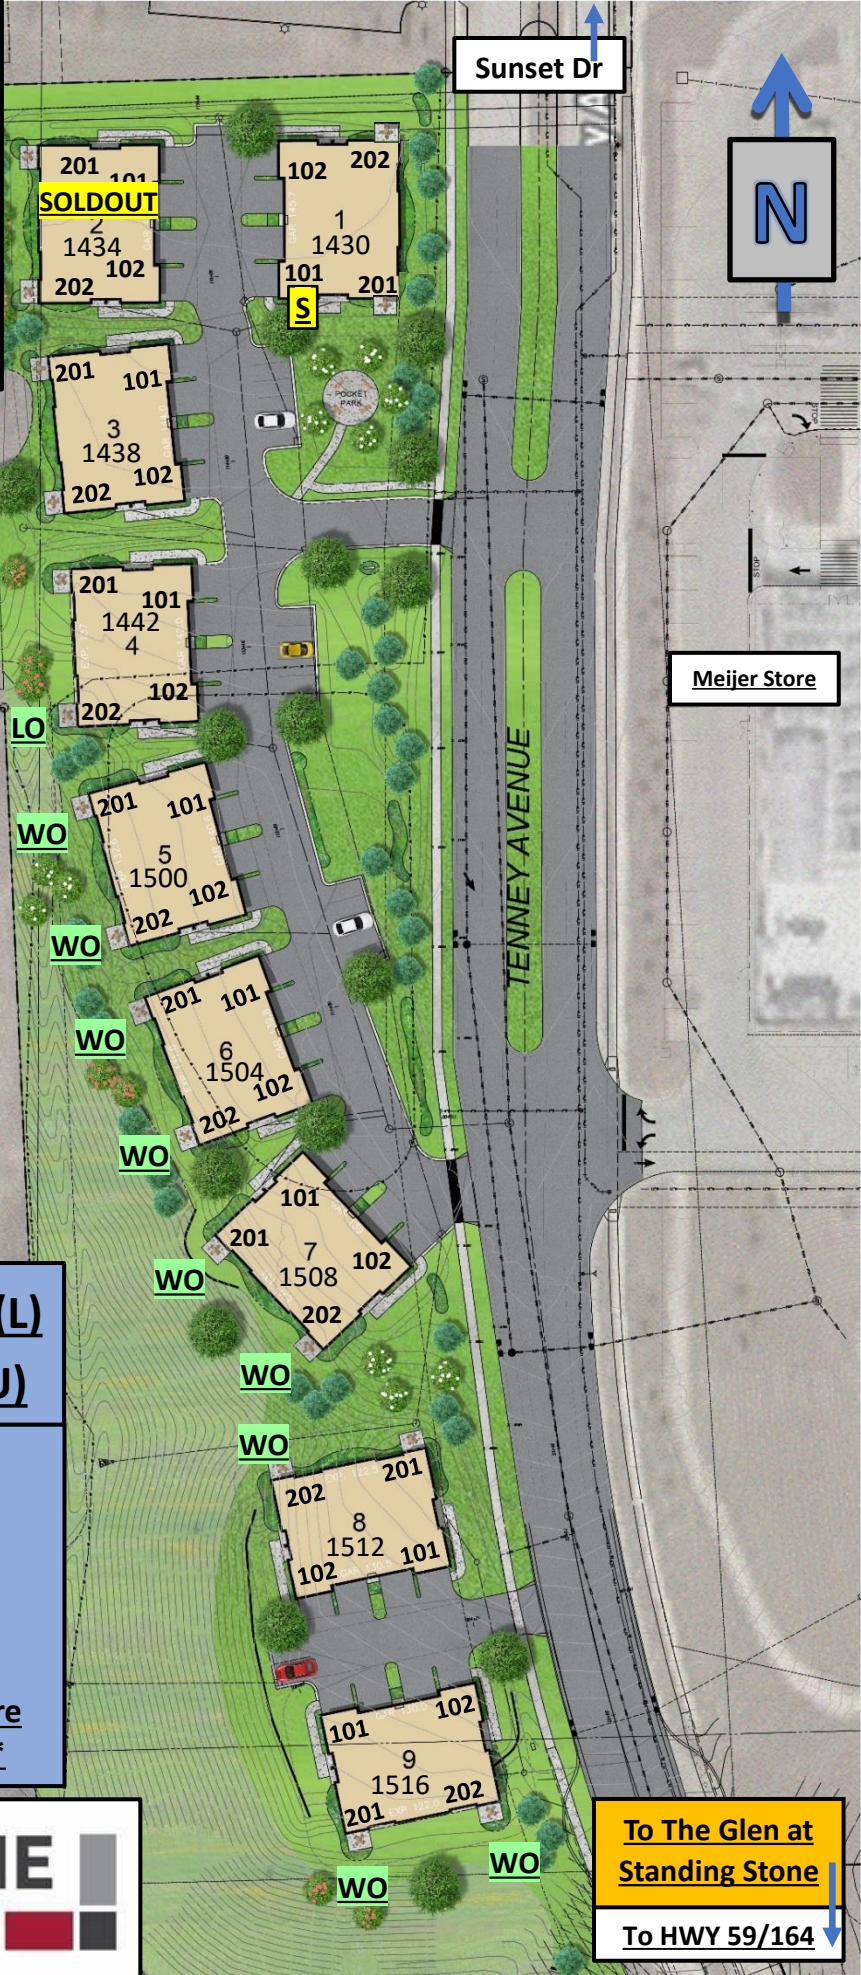 Sunset Dr
N
201
101
SOLDOUT
2
1434
102
202
102
202
1
1430
101
201
S
POCKET
PARK
201
101
3
1438
102
202
201
101
1442
4
102
202
LO
STOP
STOP
Meijer Store
TENNEY AVENUE
WO
201
101
5
1500
102
202
WO
201
101
6
1504
102
202
WO
WO
101
201
7
1508
102
202
WO
WO
WO
201
202
8
1512
101
102
(L)
U)
re
102
101
9
1516
202
201
WO
WO
To The Glen at
Standing Stone
To HWY 59/164